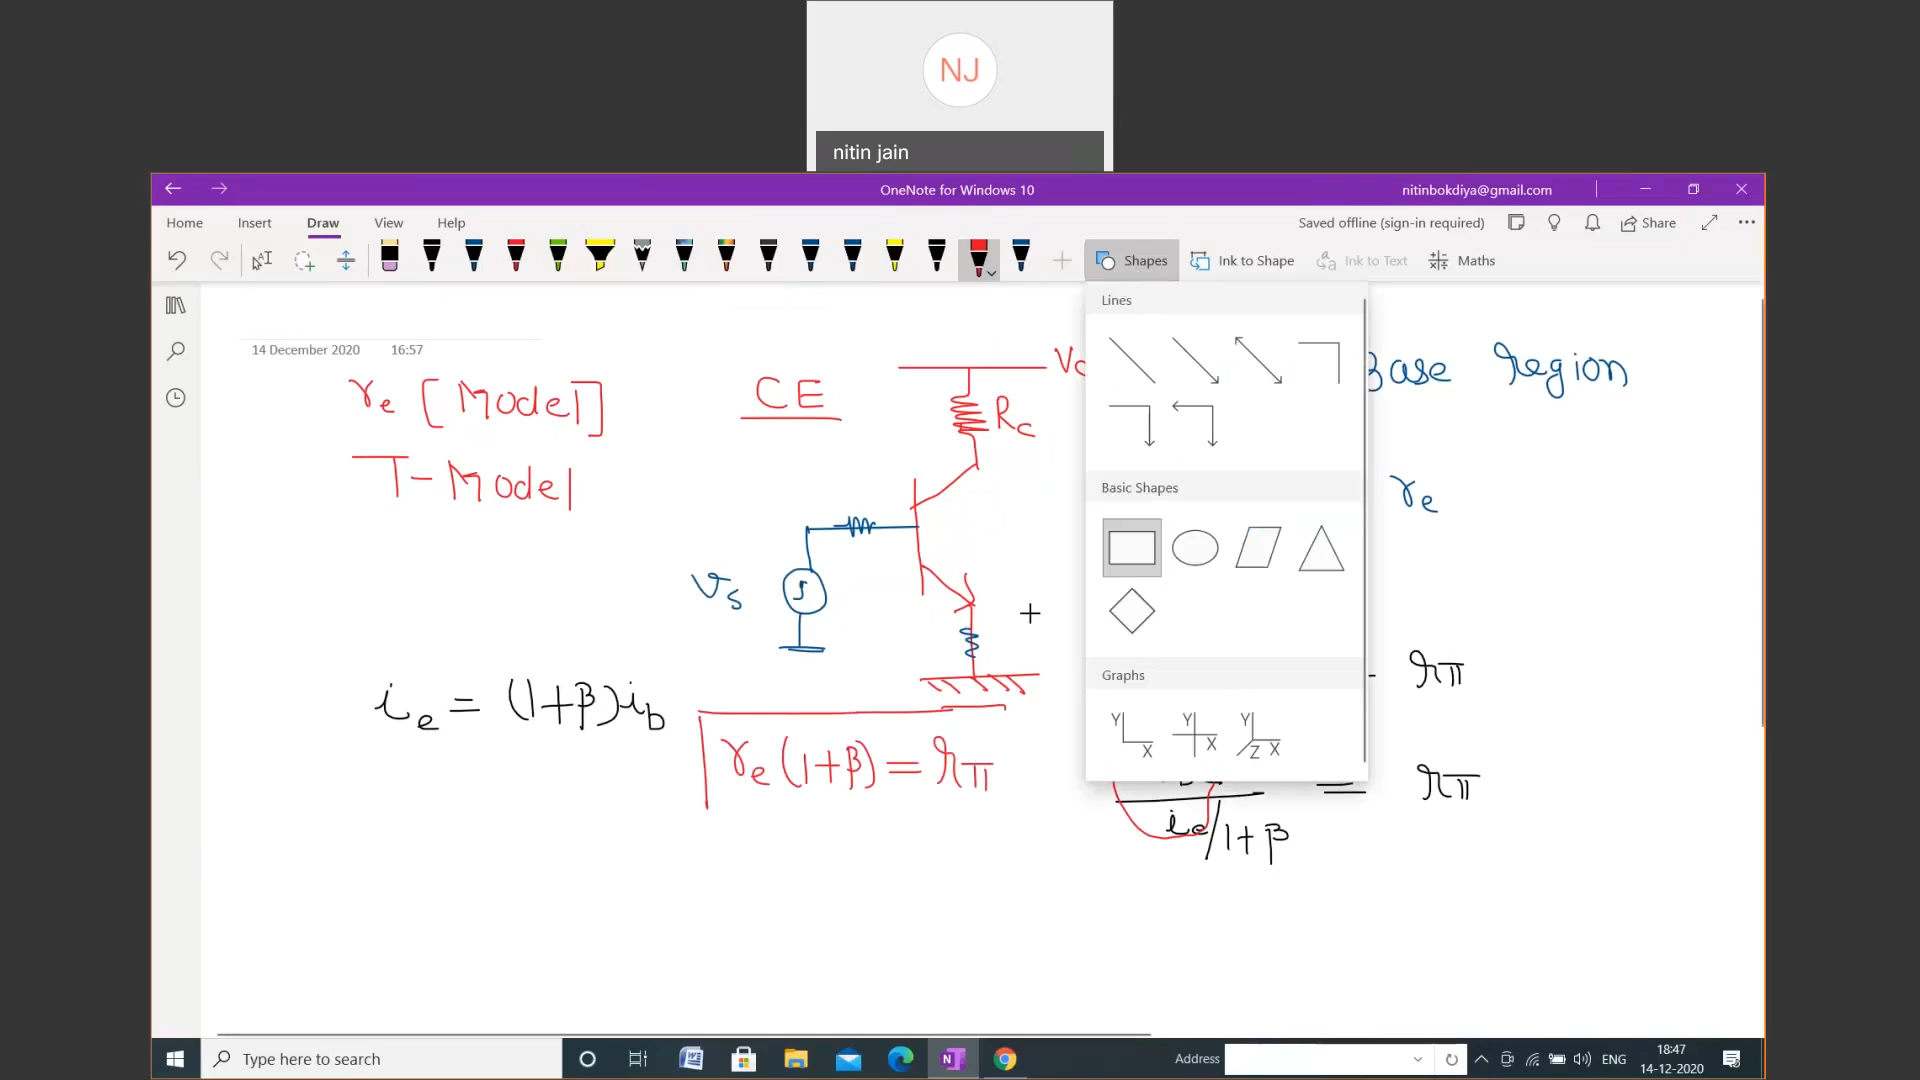 NJ
nitin jain
OneNote for Windows 10
nitinbokdiya@gmail.com
Home Insert Draw View Help
Saved offline (sign-in required)
Share
Shapes
Ink to Shape
Ink to Text
Maths
Lines
14 December 2020 16:57
re [Model]
CE
Base Region
Rc
T-Model
Basic Shapes
re
Vs
ie = (1+β)ib
rπ
Graphs
Y X Y X Y Z X
re(1+β) = rπ
= rπ
ie/1+β
Type here to search
Address
ENG
18:47
14-12-2020